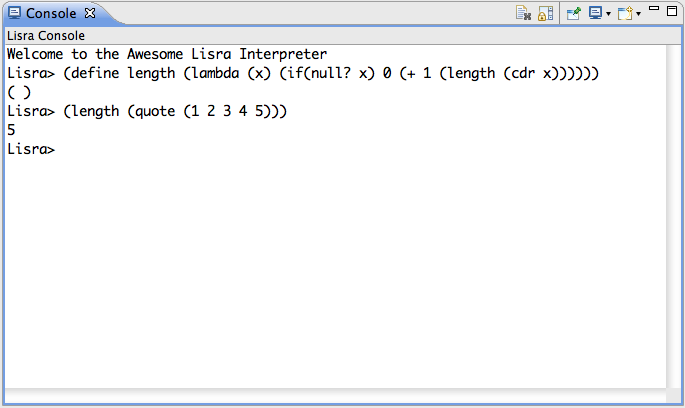 Console
Lisra Console
Welcome to the Awesome Lisra Interpreter
Lisra> (define length (lambda (x) (if(null? x) 0 (+ 1 (length (cdr x))))))
( )
Lisra> (length (quote (1 2 3 4 5)))
5
Lisra>